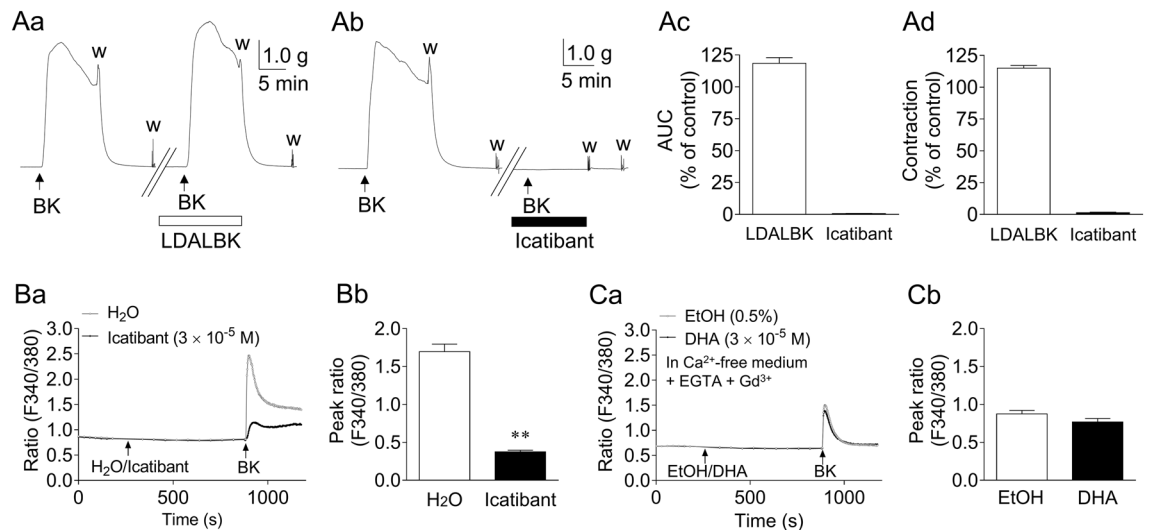 Aa
W
W
1.0 g
5 min
W
W
BK
BK
LDALBK
Ab
W
1.0 g
5 min
W
W
W
BK
BK
Icatibant
Ac
AUC
(% of control)
125
100
75
50
25
0
LDALBK Icatibant
Ad
Contraction
(% of control)
125
100
75
50
25
0
LDALBK Icatibant
Ba
H₂O
Icatibant (3 × 10⁻⁵ M)
Ratio (F340/380)
3.0
2.5
2.0
1.5
1.0
0.5
0.0
H₂O/Icatibant
BK
0 500 1000
Time (s)
Bb
Peak ratio
(F340/380)
2.0
1.5
1.0
0.5
0.0
**
H₂O Icatibant
Ca
EtOH (0.5%)
DHA (3 × 10⁻⁵ M)
In Ca²⁺-free medium
+ EGTA + Gd³⁺
Ratio (F340/380)
3.0
2.5
2.0
1.5
1.0
0.5
0.0
EtOH/DHA
BK
0 500 1000
Time (s)
Cb
Peak ratio
(F340/380)
2.0
1.5
1.0
0.5
0.0
EtOH DHA